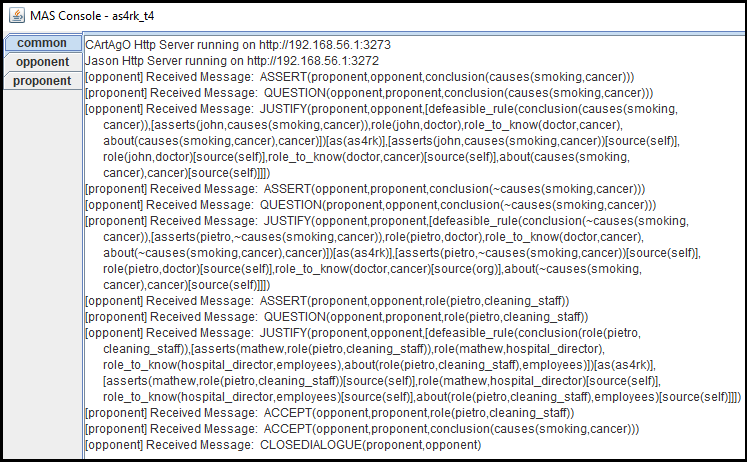 MAS Console - as4rk_t4
common
opponent
proponent
CArtAgO Http Server running on http://192.168.56.1:3273
Jason Http Server running on http://192.168.56.1:3272
[opponent] Received Message: ASSERT(proponent,opponent,conclusion(causes(smoking,cancer)))
[proponent] Received Message: QUESTION(opponent,proponent,conclusion(causes(smoking,cancer)))
[opponent] Received Message: JUSTIFY(proponent,opponent,[defeasible_rule(conclusion(causes(smoking,
cancer)),[asserts(john,causes(smoking,cancer)),role(john,doctor),role_to_know(doctor,cancer),
about(causes(smoking,cancer),cancer)])[as(as4rk)],[asserts(john,causes(smoking,cancer))[source(self)],
role(john,doctor)[source(self)],role_to_know(doctor,cancer)[source(self)],about(causes(smoking,
cancer),cancer)[source(self)]]])
[proponent] Received Message: ASSERT(opponent,proponent,conclusion(~causes(smoking,cancer)))
[opponent] Received Message: QUESTION(proponent,opponent,conclusion(~causes(smoking,cancer)))
[proponent] Received Message: JUSTIFY(opponent,proponent,[defeasible_rule(conclusion(~causes(smoking,
cancer)),[asserts(pietro,~causes(smoking,cancer)),role(pietro,doctor),role_to_know(doctor,cancer),
about(~causes(smoking,cancer),cancer)])[as(as4rk)],[asserts(pietro,~causes(smoking,cancer))[source(self)],
role(pietro,doctor)[source(self)],role_to_know(doctor,cancer)[source(org)],about(~causes(smoking,
cancer),cancer)[source(self)]]])
[opponent] Received Message: ASSERT(proponent,opponent,role(pietro,cleaning_staff))
[proponent] Received Message: QUESTION(opponent,proponent,role(pietro,cleaning_staff))
[opponent] Received Message: JUSTIFY(proponent,opponent,[defeasible_rule(conclusion(role(pietro,
cleaning_staff)),[asserts(mathew,role(pietro,cleaning_staff)),role(mathew,hospital_director),
role_to_know(hospital_director,employees),about(role(pietro,cleaning_staff),employees)])[as(as4rk)],
[asserts(mathew,role(pietro,cleaning_staff))[source(self)],role(mathew,hospital_director)[source(self)],
role_to_know(hospital_director,employees)[source(self)],about(role(pietro,cleaning_staff),employees)[source(self)]]])
[proponent] Received Message: ACCEPT(opponent,proponent,role(pietro,cleaning_staff))
[proponent] Received Message: ACCEPT(opponent,proponent,conclusion(causes(smoking,cancer)))
[opponent] Received Message: CLOSEDIALOGUE(proponent,opponent)